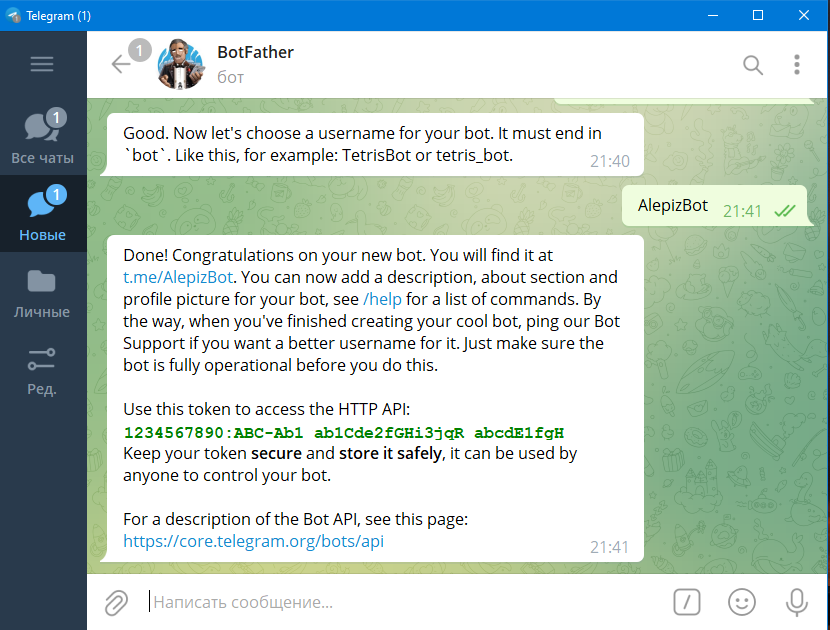 Telegram (1)
1
BotFather
бот
1
Все чаты
1
Новые
Личные
Ред.
Good. Now let's choose a username for your bot. It must end in
`bot`. Like this, for example: TetrisBot or tetris_bot.
21:40
AlepizBot
21:41
Done! Congratulations on your new bot. You will find it at
t.me/AlepizBot. You can now add a description, about section and
profile picture for your bot, see /help for a list of commands. By
the way, when you've finished creating your cool bot, ping our Bot
Support if you want a better username for it. Just make sure the
bot is fully operational before you do this.
Use this token to access the HTTP API:
1234567890:ABC-Ab1 ab1Cde2fGHi3jqR abcdE1fgH
Keep your token secure and store it safely, it can be used by
anyone to control your bot.
For a description of the Bot API, see this page:
https://core.telegram.org/bots/api
21:41
Написать сообщение...